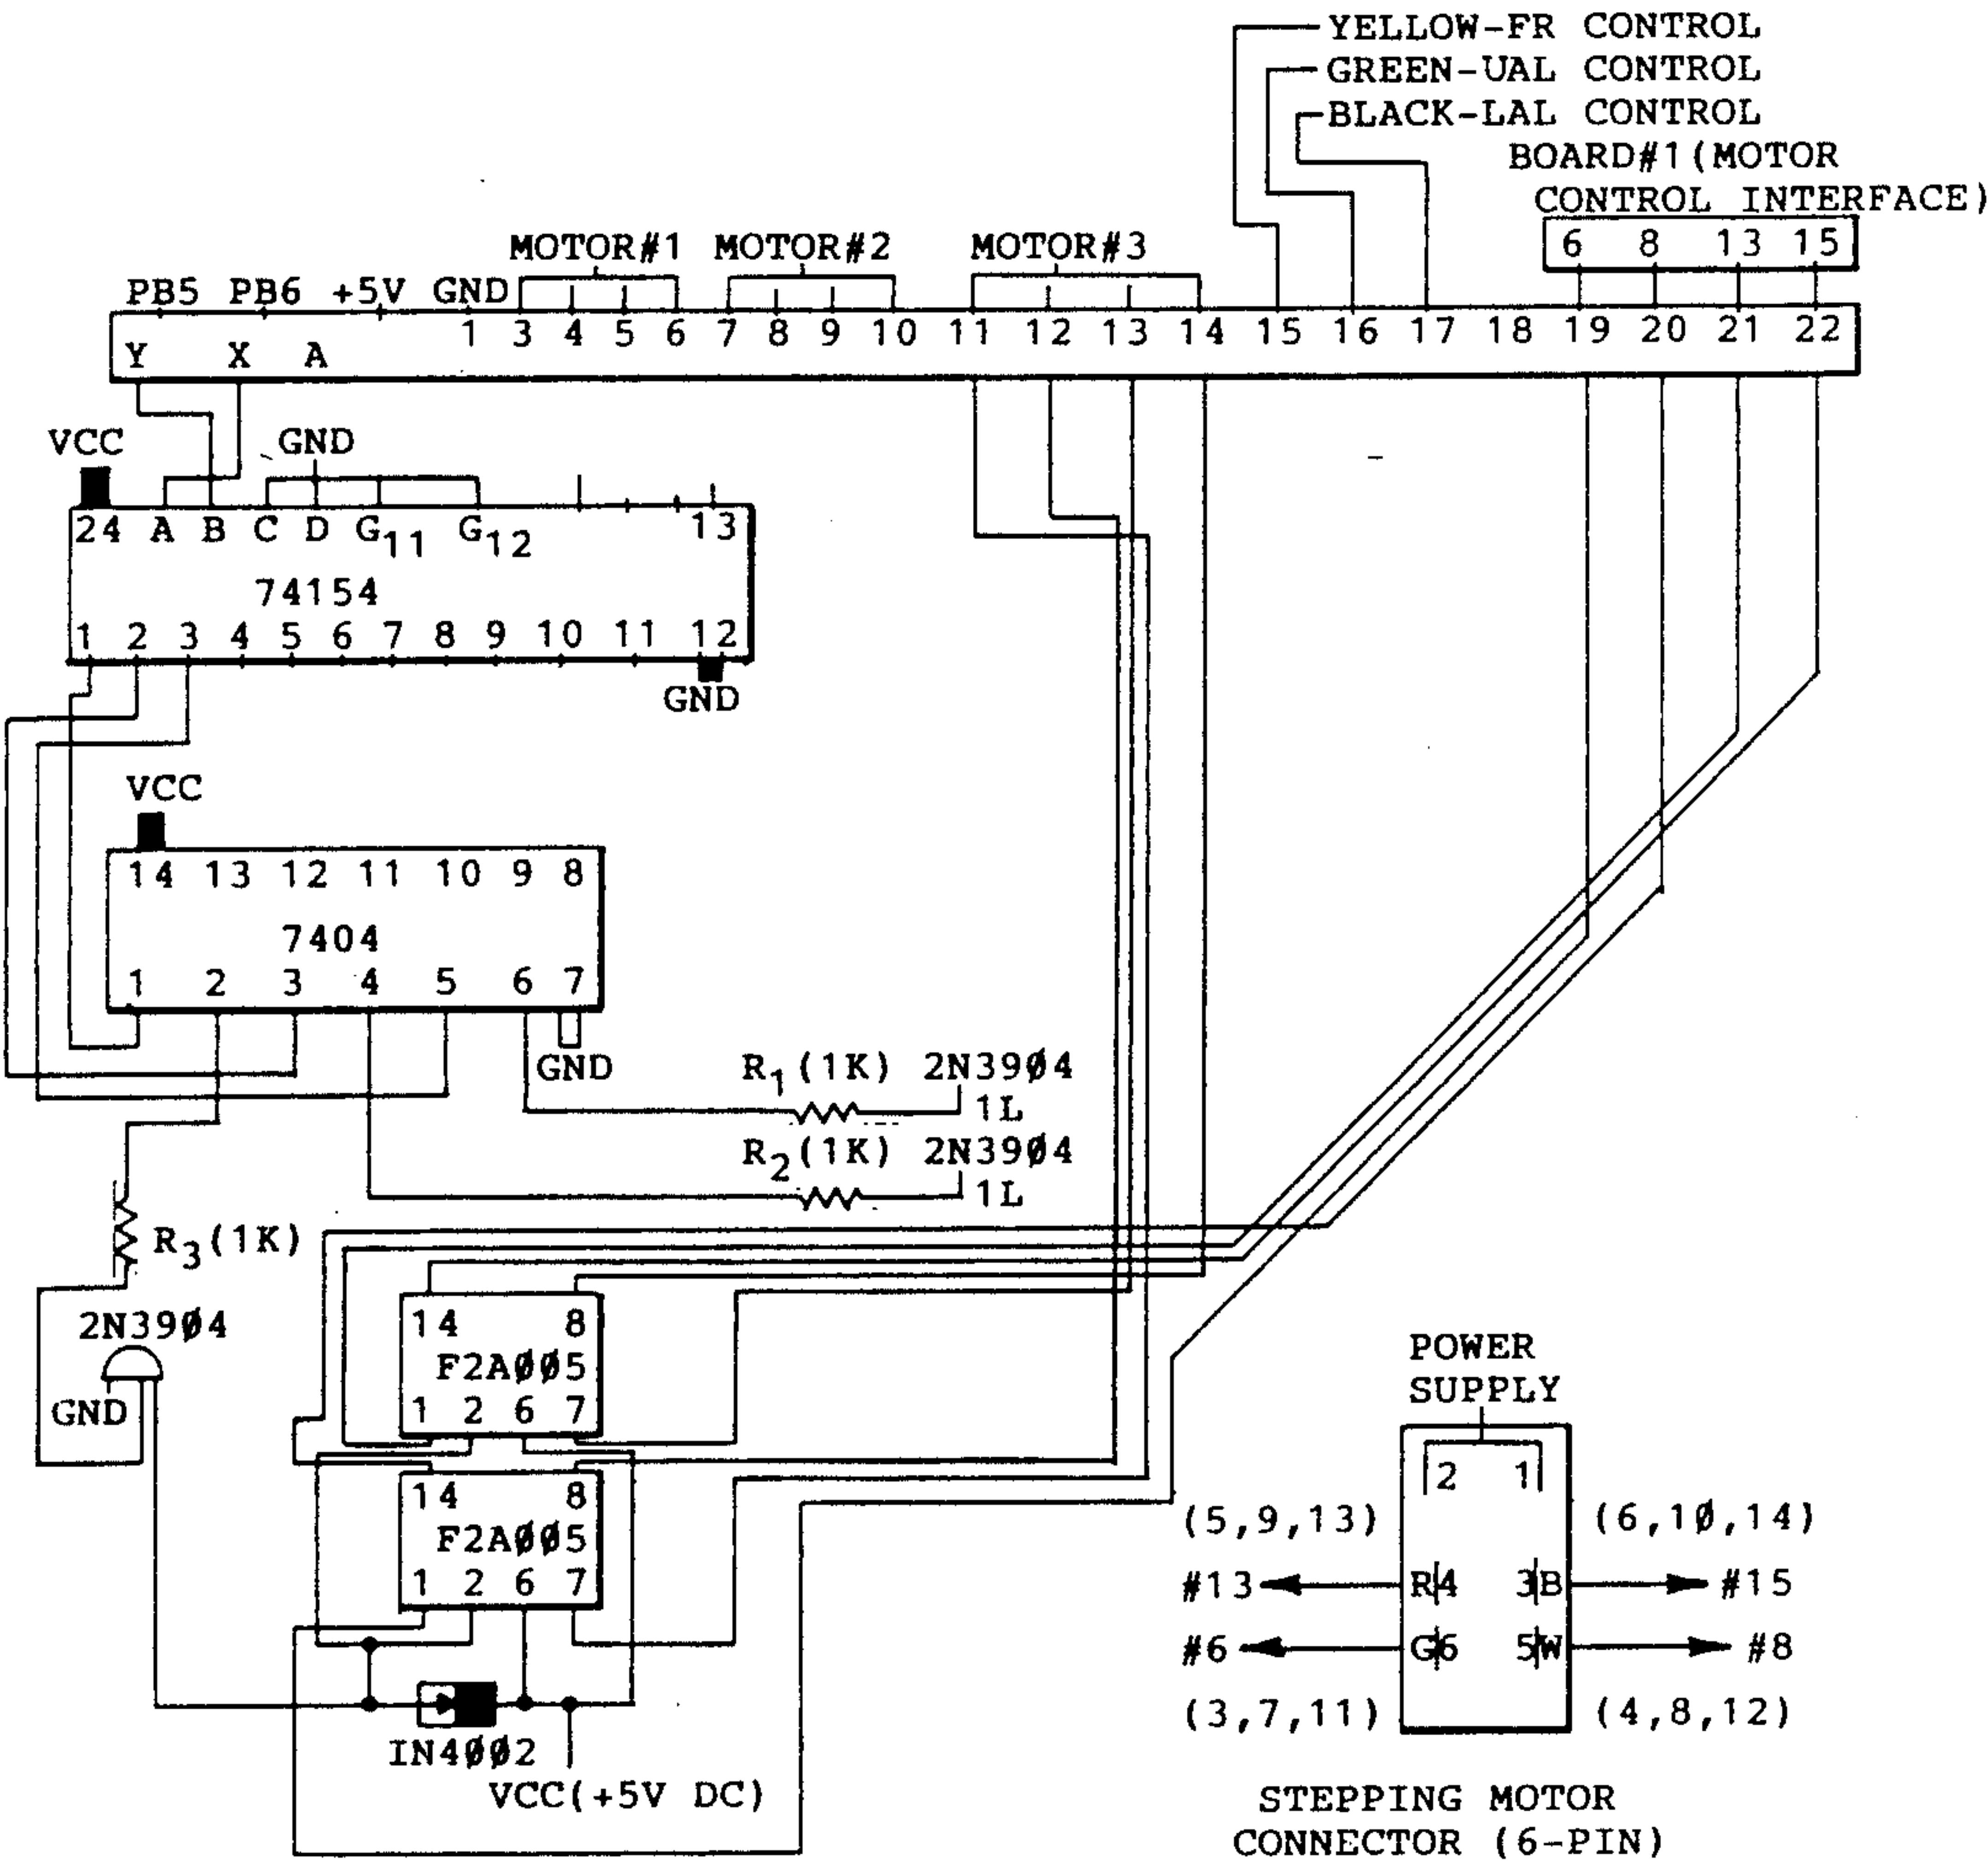 YELLOW-FR CONTROL
GREEN-UAL CONTROL
BLACK-LAL CONTROL
BOARD#1(MOTOR
CONTROL INTERFACE)
6 8 13 15
MOTOR#1 MOTOR#2 MOTOR#3
PB5 PB6 +5V GND
1 3 4 5 6 7 8 9 10 11 12 13 14 15 16 17 18 19 20 21 22
Y X A
VCC GND
24 A B C D G11 G12 13
74154
1 2 3 4 5 6 7 8 9 10 11 12
GND
VCC
14 13 12 11 10 9 8
7404
1 2 3 4 5 6 7
GND
R1(1K) 2N39Ø4
1L
R2(1K) 2N39Ø4
1L
R3(1K)
2N39Ø4
GND
14 8
F2AØØ5
1 2 6 7
14 8
F2AØØ5
1 2 6 7
IN4ØØ2
VCC(+5V DC)
POWER
SUPPLY
2 1
(5,9,13) (6,1Ø,14)
#13 R4 3B #15
#6 G6 5W #8
(3,7,11) (4,8,12)
STEPPING MOTOR
CONNECTOR (6-PIN)